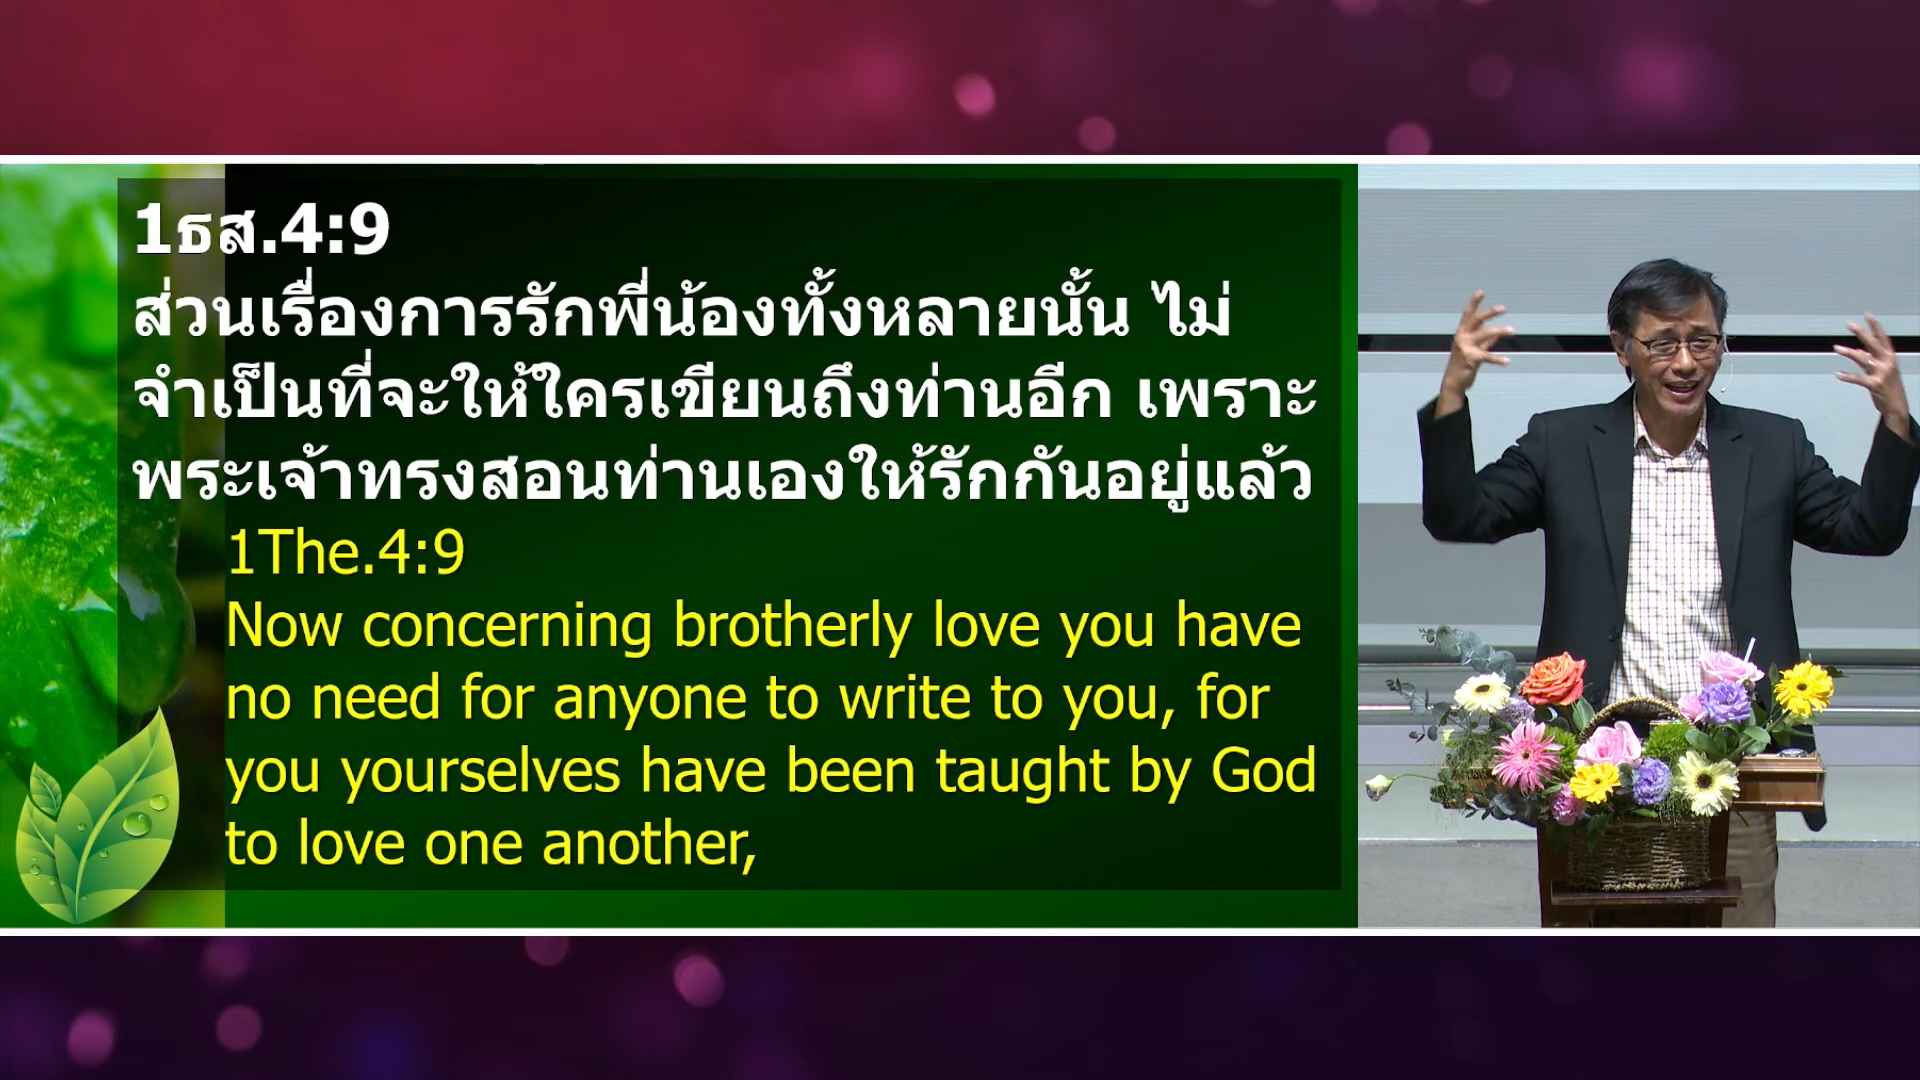 1ธส.4:9
ส่วนเรื่องการรักพี่น้องทั้งหลายนั้น ไม่
จำเป็นที่จะให้ใครเขียนถึงท่านอีก เพราะ
พระเจ้าทรงสอนท่านเองให้รักกันอยู่แล้ว
1The.4:9
Now concerning brotherly love you have
no need for anyone to write to you, for
you yourselves have been taught by God
to love one another,